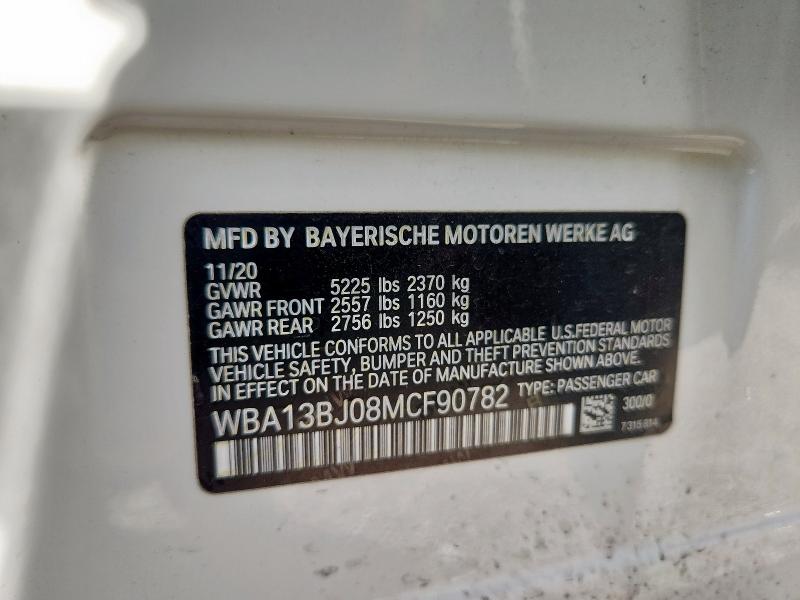 MFD BY BAYERISCHE MOTOREN WERKE AG
11/20
GVWR 5225 lbs 2370 kg
GAWR FRONT 2557 lbs 1160 kg
GAWR REAR 2756 lbs 1250 kg
THIS VEHICLE CONFORMS TO ALL APPLICABLE U.S.FEDERAL MOTOR
VEHICLE SAFETY, BUMPER AND THEFT PREVENTION STANDARDS
IN EFFECT ON THE DATE OF MANUFACTURE SHOWN ABOVE.
WBA13BJ08MCF90782 TYPE: PASSENGER CAR
300/0
7315814